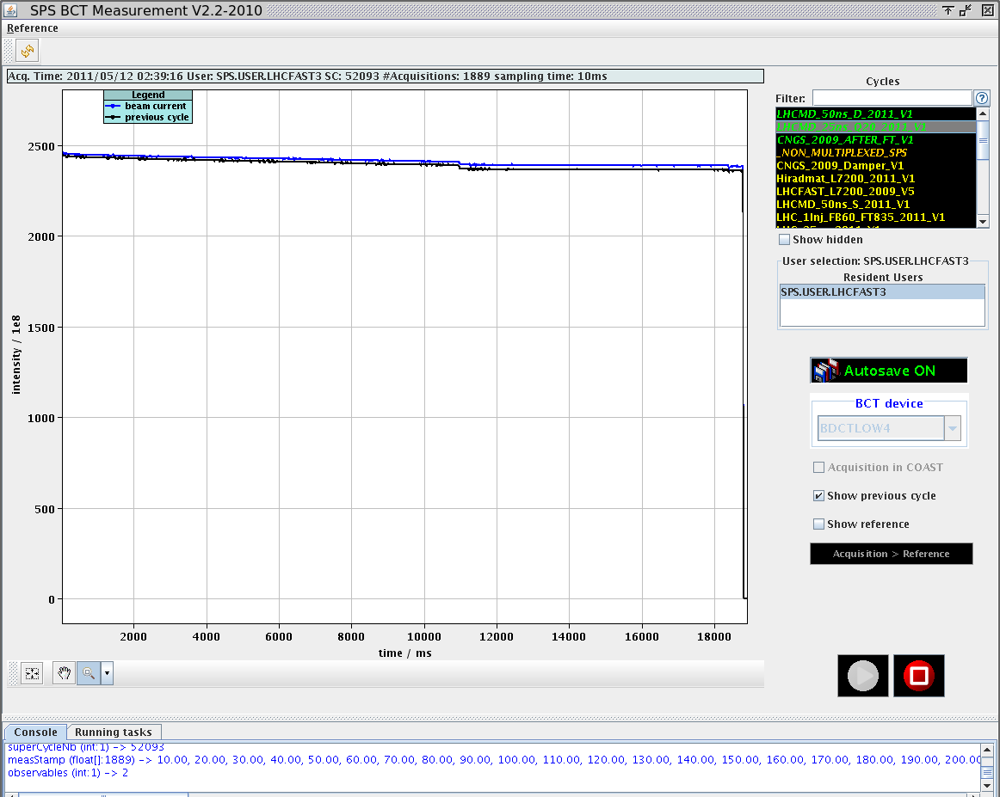 SPS BCT Measurement V2.2-2010
Reference
Acq. Time: 2011/05/12 02:39:16 User: SPS.USER.LHCFAST3 SC: 52093 #Acquisitions: 1889 sampling time: 10ms
Legend
beam current
previous cycle
2500
2000
1500
1000
500
0
intensity / 1e8
2000 4000 6000 8000 10000 12000 14000 16000 18000
time / ms
Cycles
Filter:
LHCMD_50ns_D_2011_V1
LHCMD_25ns_Q20_2011_V1
CNGS_2009_AFTER_FT_V1
_NON_MULTIPLEXED_SPS
CNGS_2009_Damper_V1
Hiradmat_L7200_2011_V1
LHCFAST_L7200_2009_V5
LHCMD_50ns_S_2011_V1
LHC_1Inj_FB60_FT835_2011_V1
Show hidden
User selection: SPS.USER.LHCFAST3
Resident Users
SPS.USER.LHCFAST3
Autosave ON
BCT device
BDCTLOW4
Acquisition in COAST
Show previous cycle
Show reference
Acquisition > Reference
Console Running tasks
superCycleNb (int:1) -> 52093
measStamp (float[]:1889) -> 10.00, 20.00, 30.00, 40.00, 50.00, 60.00, 70.00, 80.00, 90.00, 100.00, 110.00, 120.00, 130.00, 140.00, 150.00, 160.00, 170.00, 180.00, 190.00, 200.00
observables (int:1) -> 2